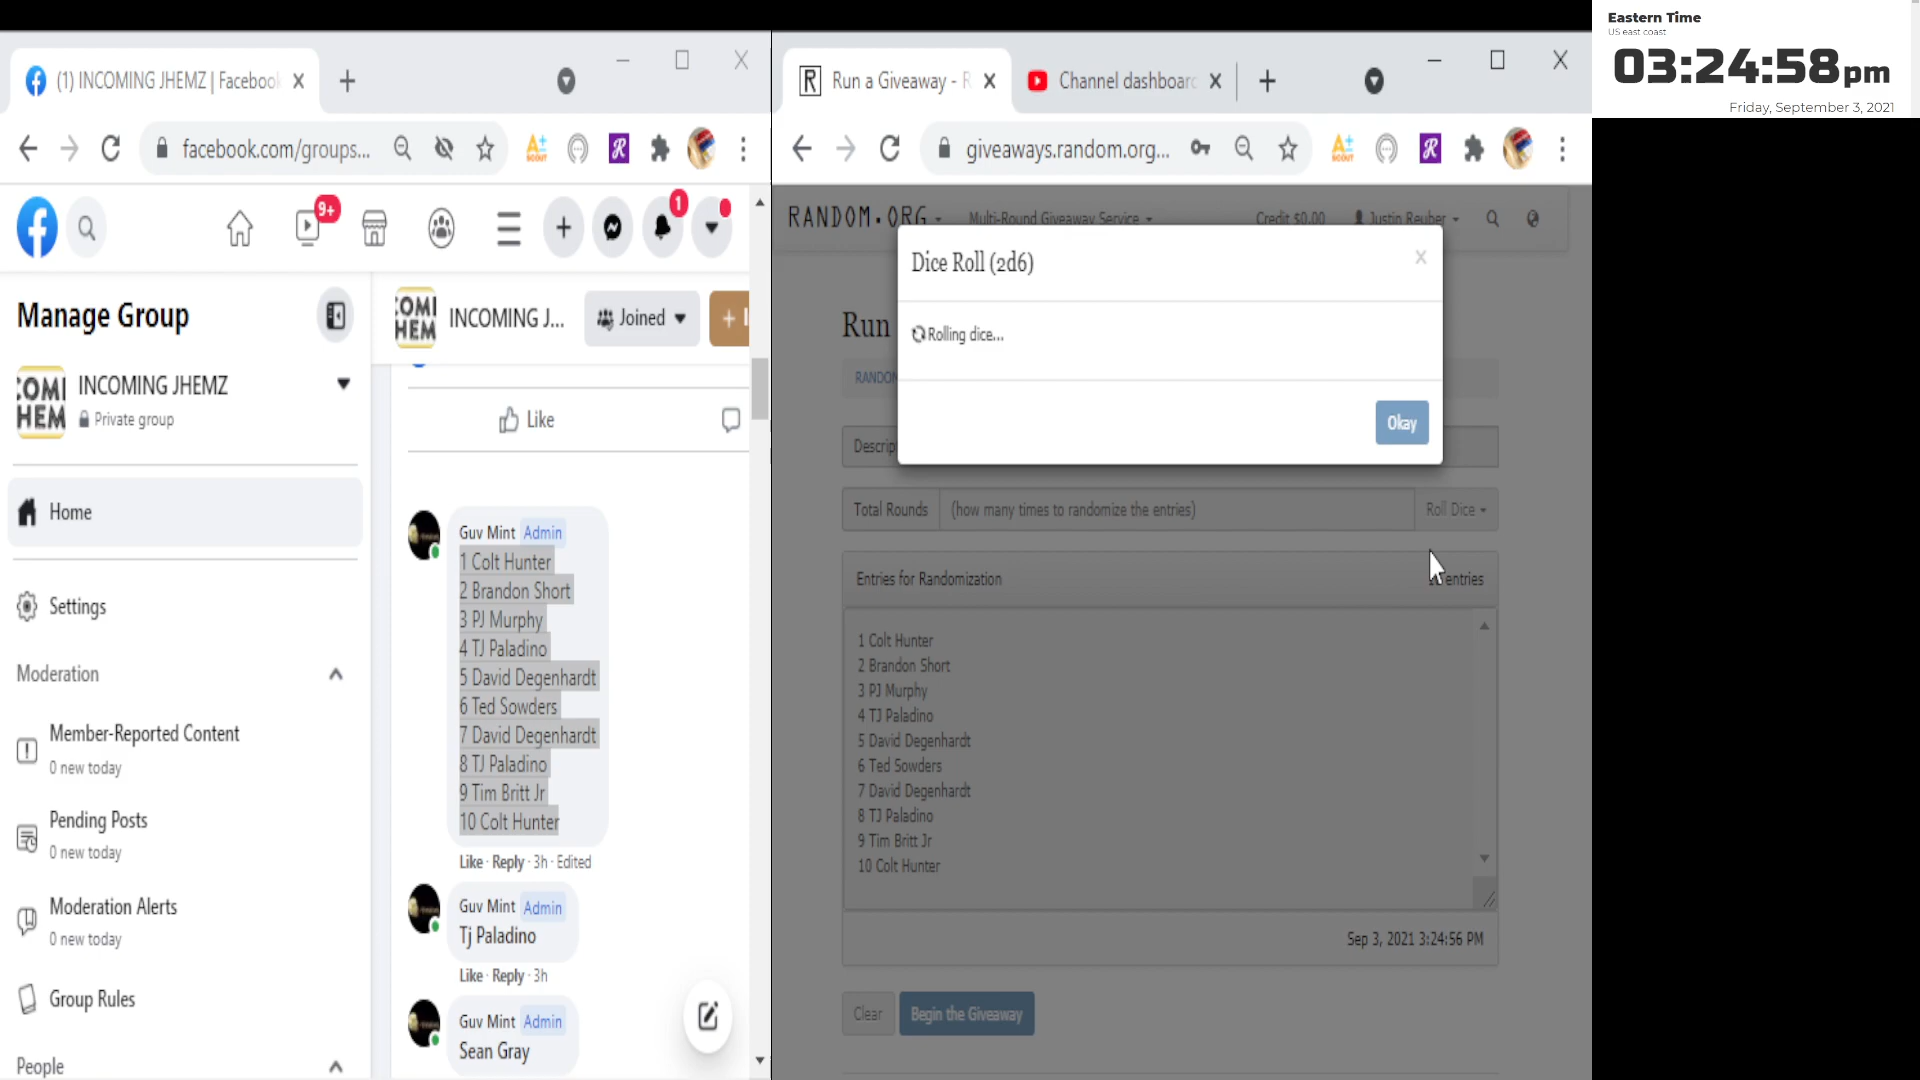 (1) INCOMING JHEMZ | Facebook
facebook.com/groups...
9+
1
Manage Group
INCOMING JHEMZ
Private group
Home
Settings
Moderation
Member-Reported Content
0 new today
Pending Posts
0 new today
Moderation Alerts
0 new today
Group Rules
People
COMI
HEM
INCOMING J...
Joined
Like
Guv Mint Admin
1 Colt Hunter
2 Brandon Short
3 PJ Murphy
4 TJ Paladino
5 David Degenhardt
6 Ted Sowders
7 David Degenhardt
8 TJ Paladino
9 Tim Britt Jr
10 Colt Hunter
Like · Reply · 3h · Edited
Guv Mint Admin
Tj Paladino
Like · Reply · 3h
Guv Mint Admin
Sean Gray
Run a Giveaway - R
Channel dashboard
giveaways.random.org...
RANDOM.ORG
Multi-Round Giveaway Service
Credit $0.00
Justin Reuber
Dice Roll (2d6)
Rolling dice...
Okay
Run
RANDO
Descrip
Total Rounds
(how many times to randomize the entries)
Roll Dice
Entries for Randomization
entries
1 Colt Hunter
2 Brandon Short
3 PJ Murphy
4 TJ Paladino
5 David Degenhardt
6 Ted Sowders
7 David Degenhardt
8 TJ Paladino
9 Tim Britt Jr
10 Colt Hunter
Sep 3, 2021 3:24:56 PM
Clear
Begin the Giveaway
Eastern Time
US east coast
03:24:58pm
Friday, September 3, 2021